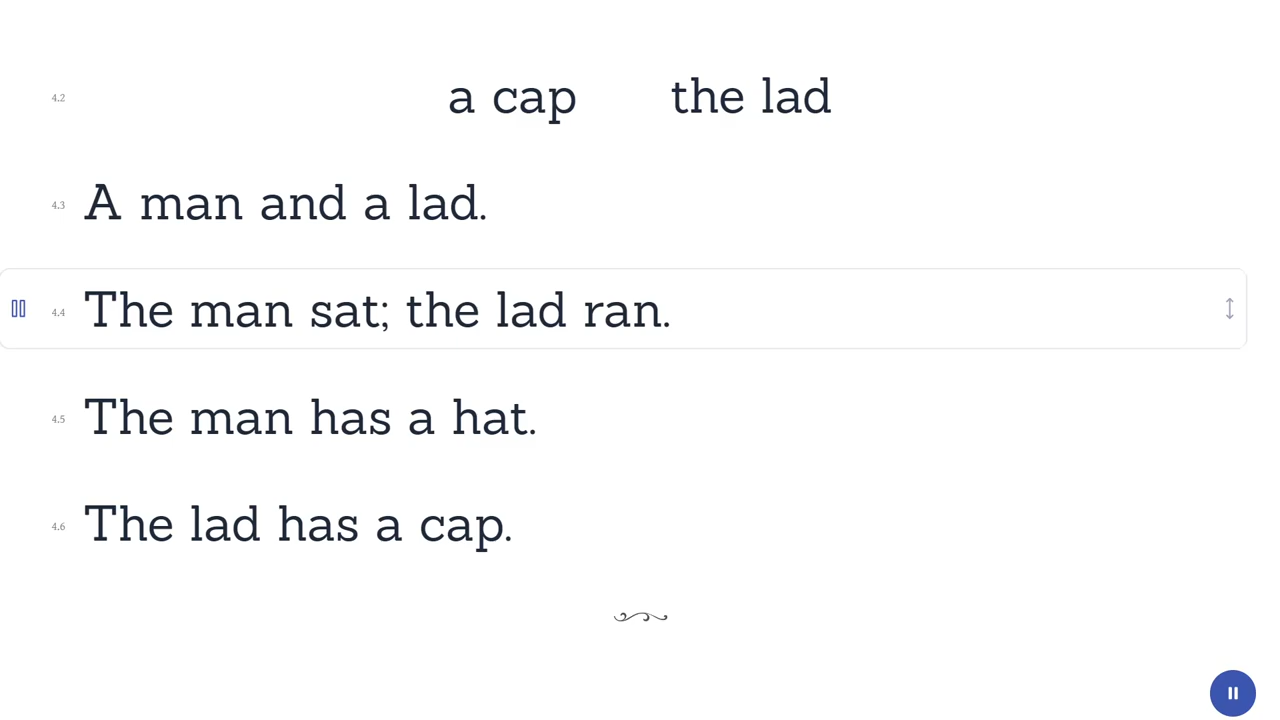 4.2 a cap the lad
4.3 A man and a lad.
4.4 The man sat; the lad ran.
4.5 The man has a hat.
4.6 The lad has a cap.